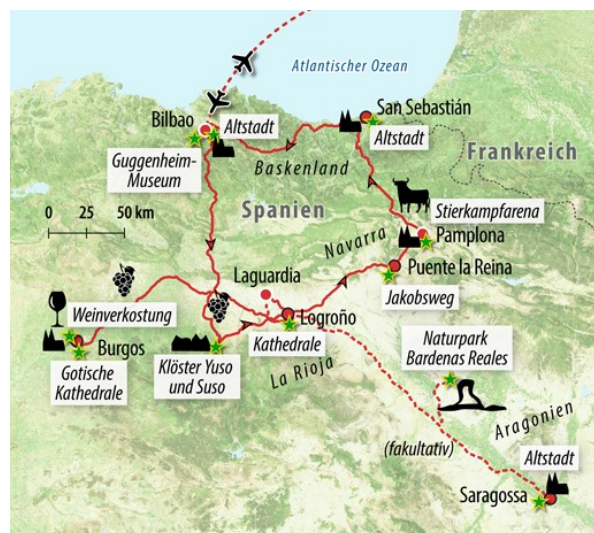 Atlantischer Ozean
Bilbao
Altstadt
San Sebastián
Altstadt
Guggenheim-
Museum
Baskenland
Frankreich
Spanien
0 25 50 km
Stierkampfarena
Navarra
Pamplona
Puente la Reina
Laguardia
Jakobsweg
Weinverkostung
Logroño
Burgos
Kathedrale
Gotische
Kathedrale
Klöster Yuso
und Suso
La Rioja
Naturpark
Bardenas Reales
Aragonien
(fakultativ)
Altstadt
Saragossa